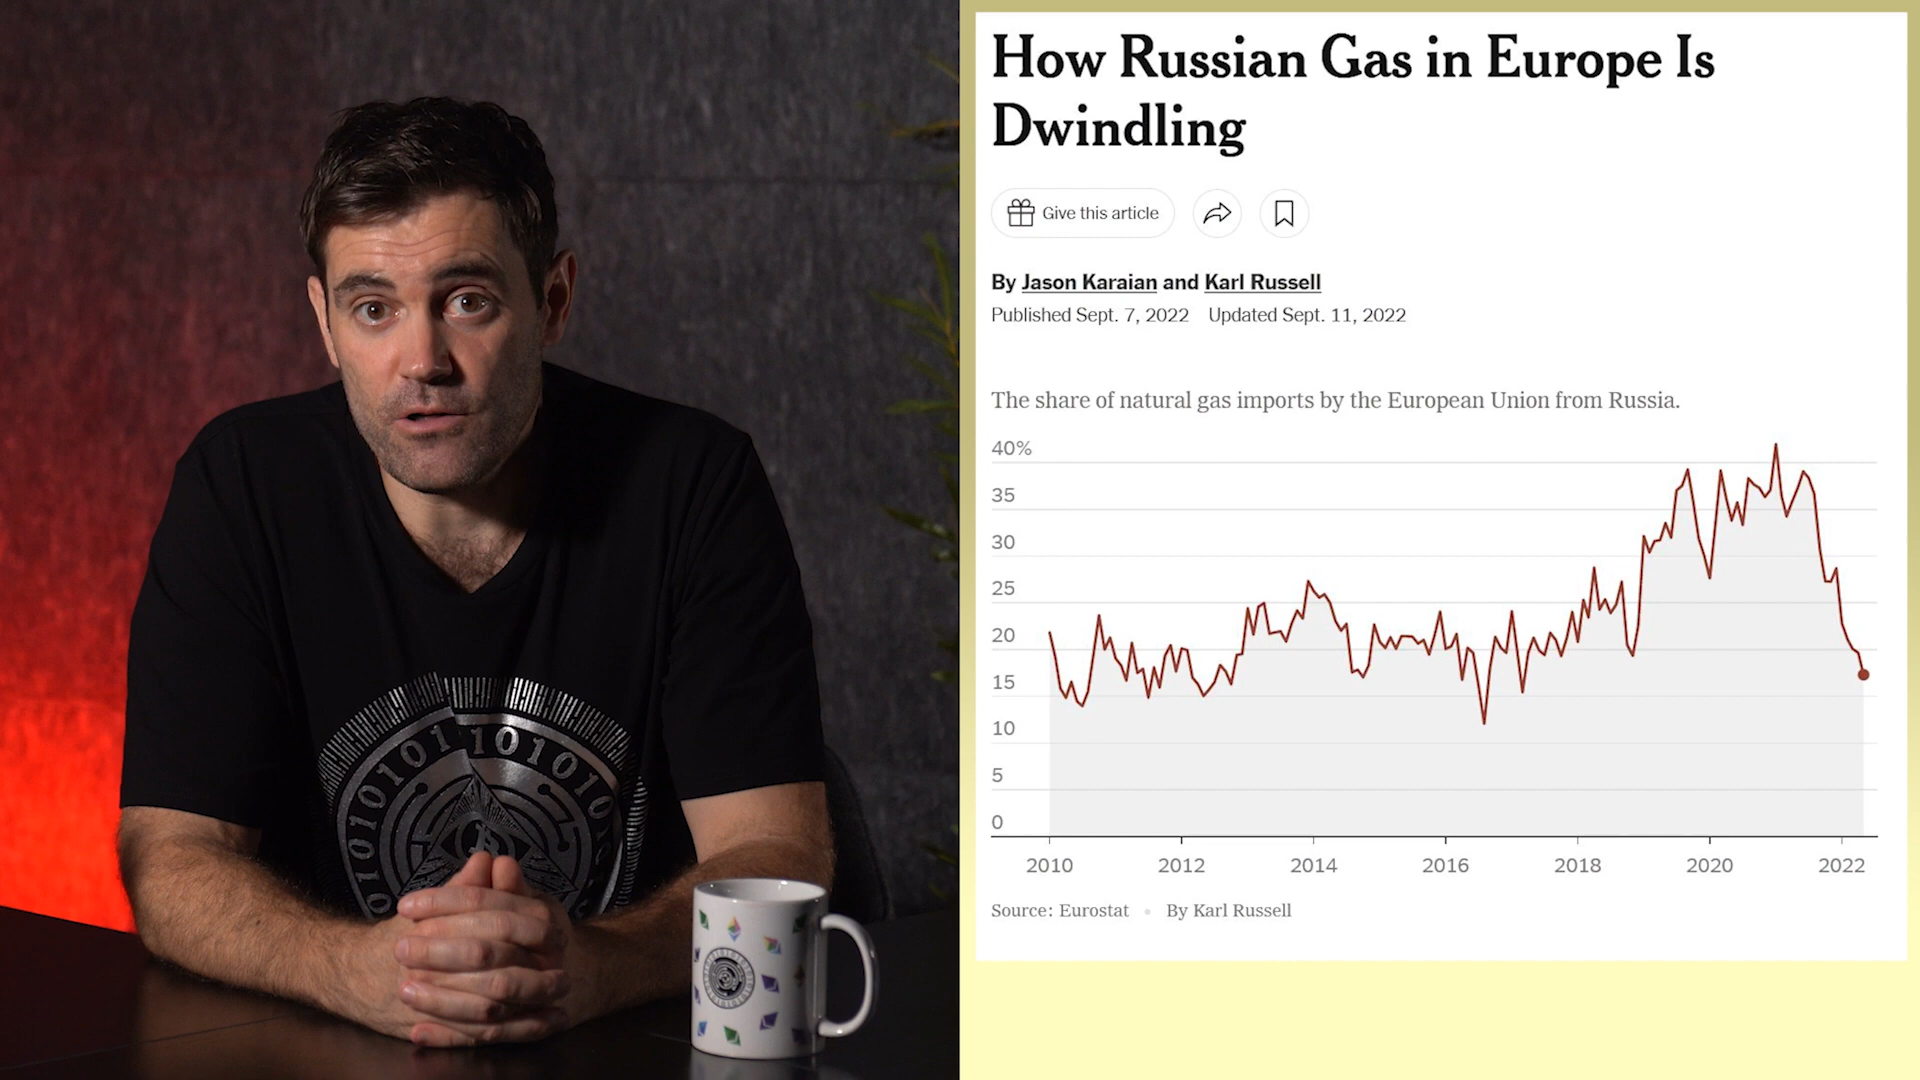 How Russian Gas in Europe Is
Dwindling
Give this article
By Jason Karaian and Karl Russell
Published Sept. 7, 2022 Updated Sept. 11, 2022
The share of natural gas imports by the European Union from Russia.
40%
35
30
25
20
15
10
5
0
2010 2012 2014 2016 2018 2020 2022
Source: Eurostat • By Karl Russell